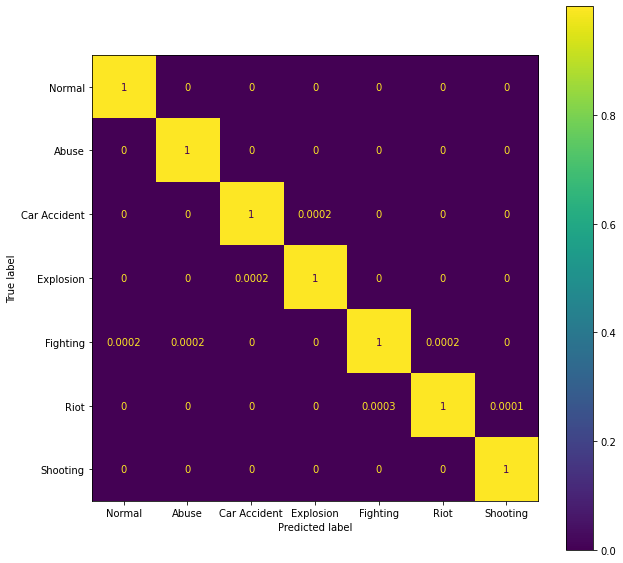 Normal 1 0 0 0 0 0 0
Abuse 0 1 0 0 0 0 0
Car Accident 0 0 1 0.0002 0 0 0
Explosion 0 0 0.0002 1 0 0 0
Fighting 0.0002 0.0002 0 0 1 0.0002 0
Riot 0 0 0 0 0.0003 1 0.0001
Shooting 0 0 0 0 0 0 1
Normal Abuse Car Accident Explosion Fighting Riot Shooting
Predicted label
True label
0.8
0.6
0.4
0.2
0.0